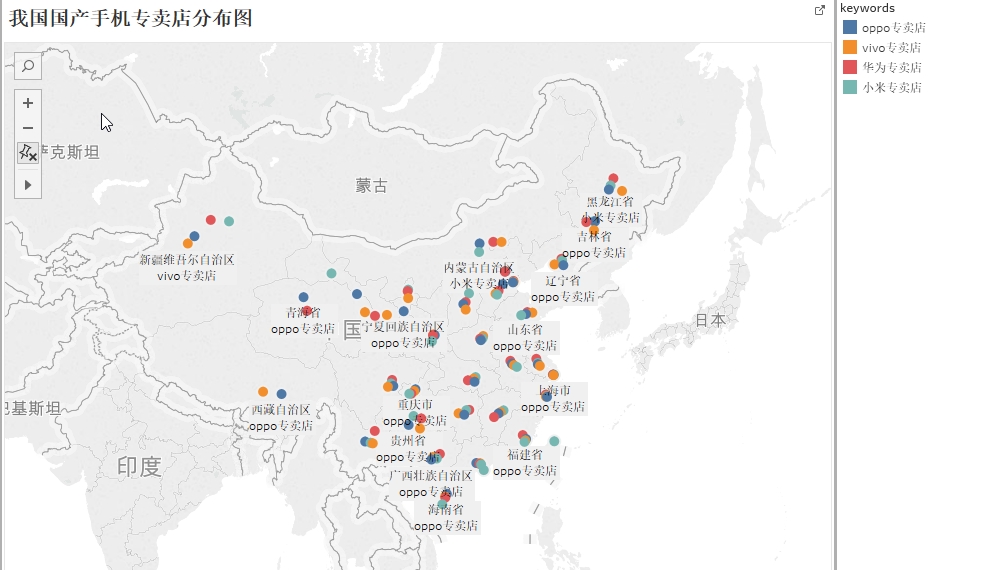 我国国产手机专卖店分布图
keywords
oppo专卖店
vivo专卖店
华为专卖店
小米专卖店
萨克斯坦
蒙古
黑龙江省
小米专卖店
吉林省
oppo专卖店
新疆维吾尔自治区
vivo专卖店
内蒙古自治区
小米专卖店
辽宁省
oppo专卖店
青海省
oppo专卖店
国
宁夏回族自治区
oppo专卖店
山东省
oppo专卖店
日本
上海市
oppo专卖店
巴基斯坦
西藏自治区
oppo专卖店
重庆市
oppo专卖店
贵州省
oppo专卖店
福建省
oppo专卖店
印度
广西壮族自治区
oppo专卖店
海南省
oppo专卖店